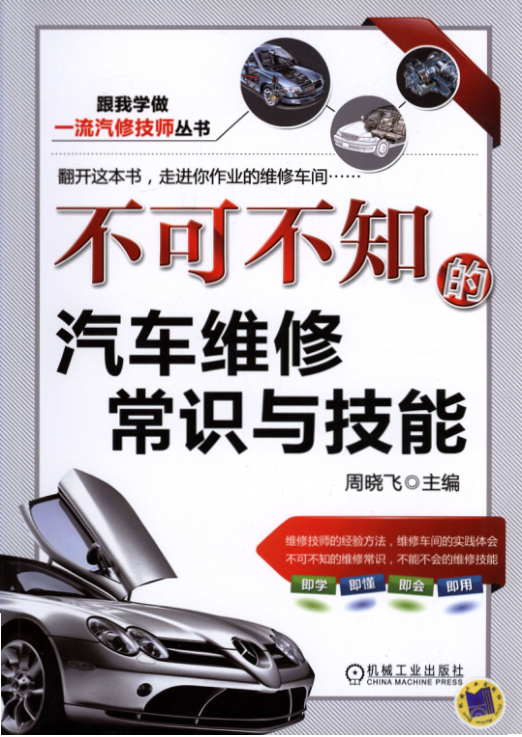 跟我学做
一流汽修技师丛书
翻开这本书，走进你作业的维修车间……
不可不知的
汽车维修
常识与技能
周晓飞◎主编
维修技师的经验方法，维修车间的实践体会
不可不知的维修常识，不能不会的维修技能
即学 即懂 即会 即用
机械工业出版社
CHINA MACHINE PRESS